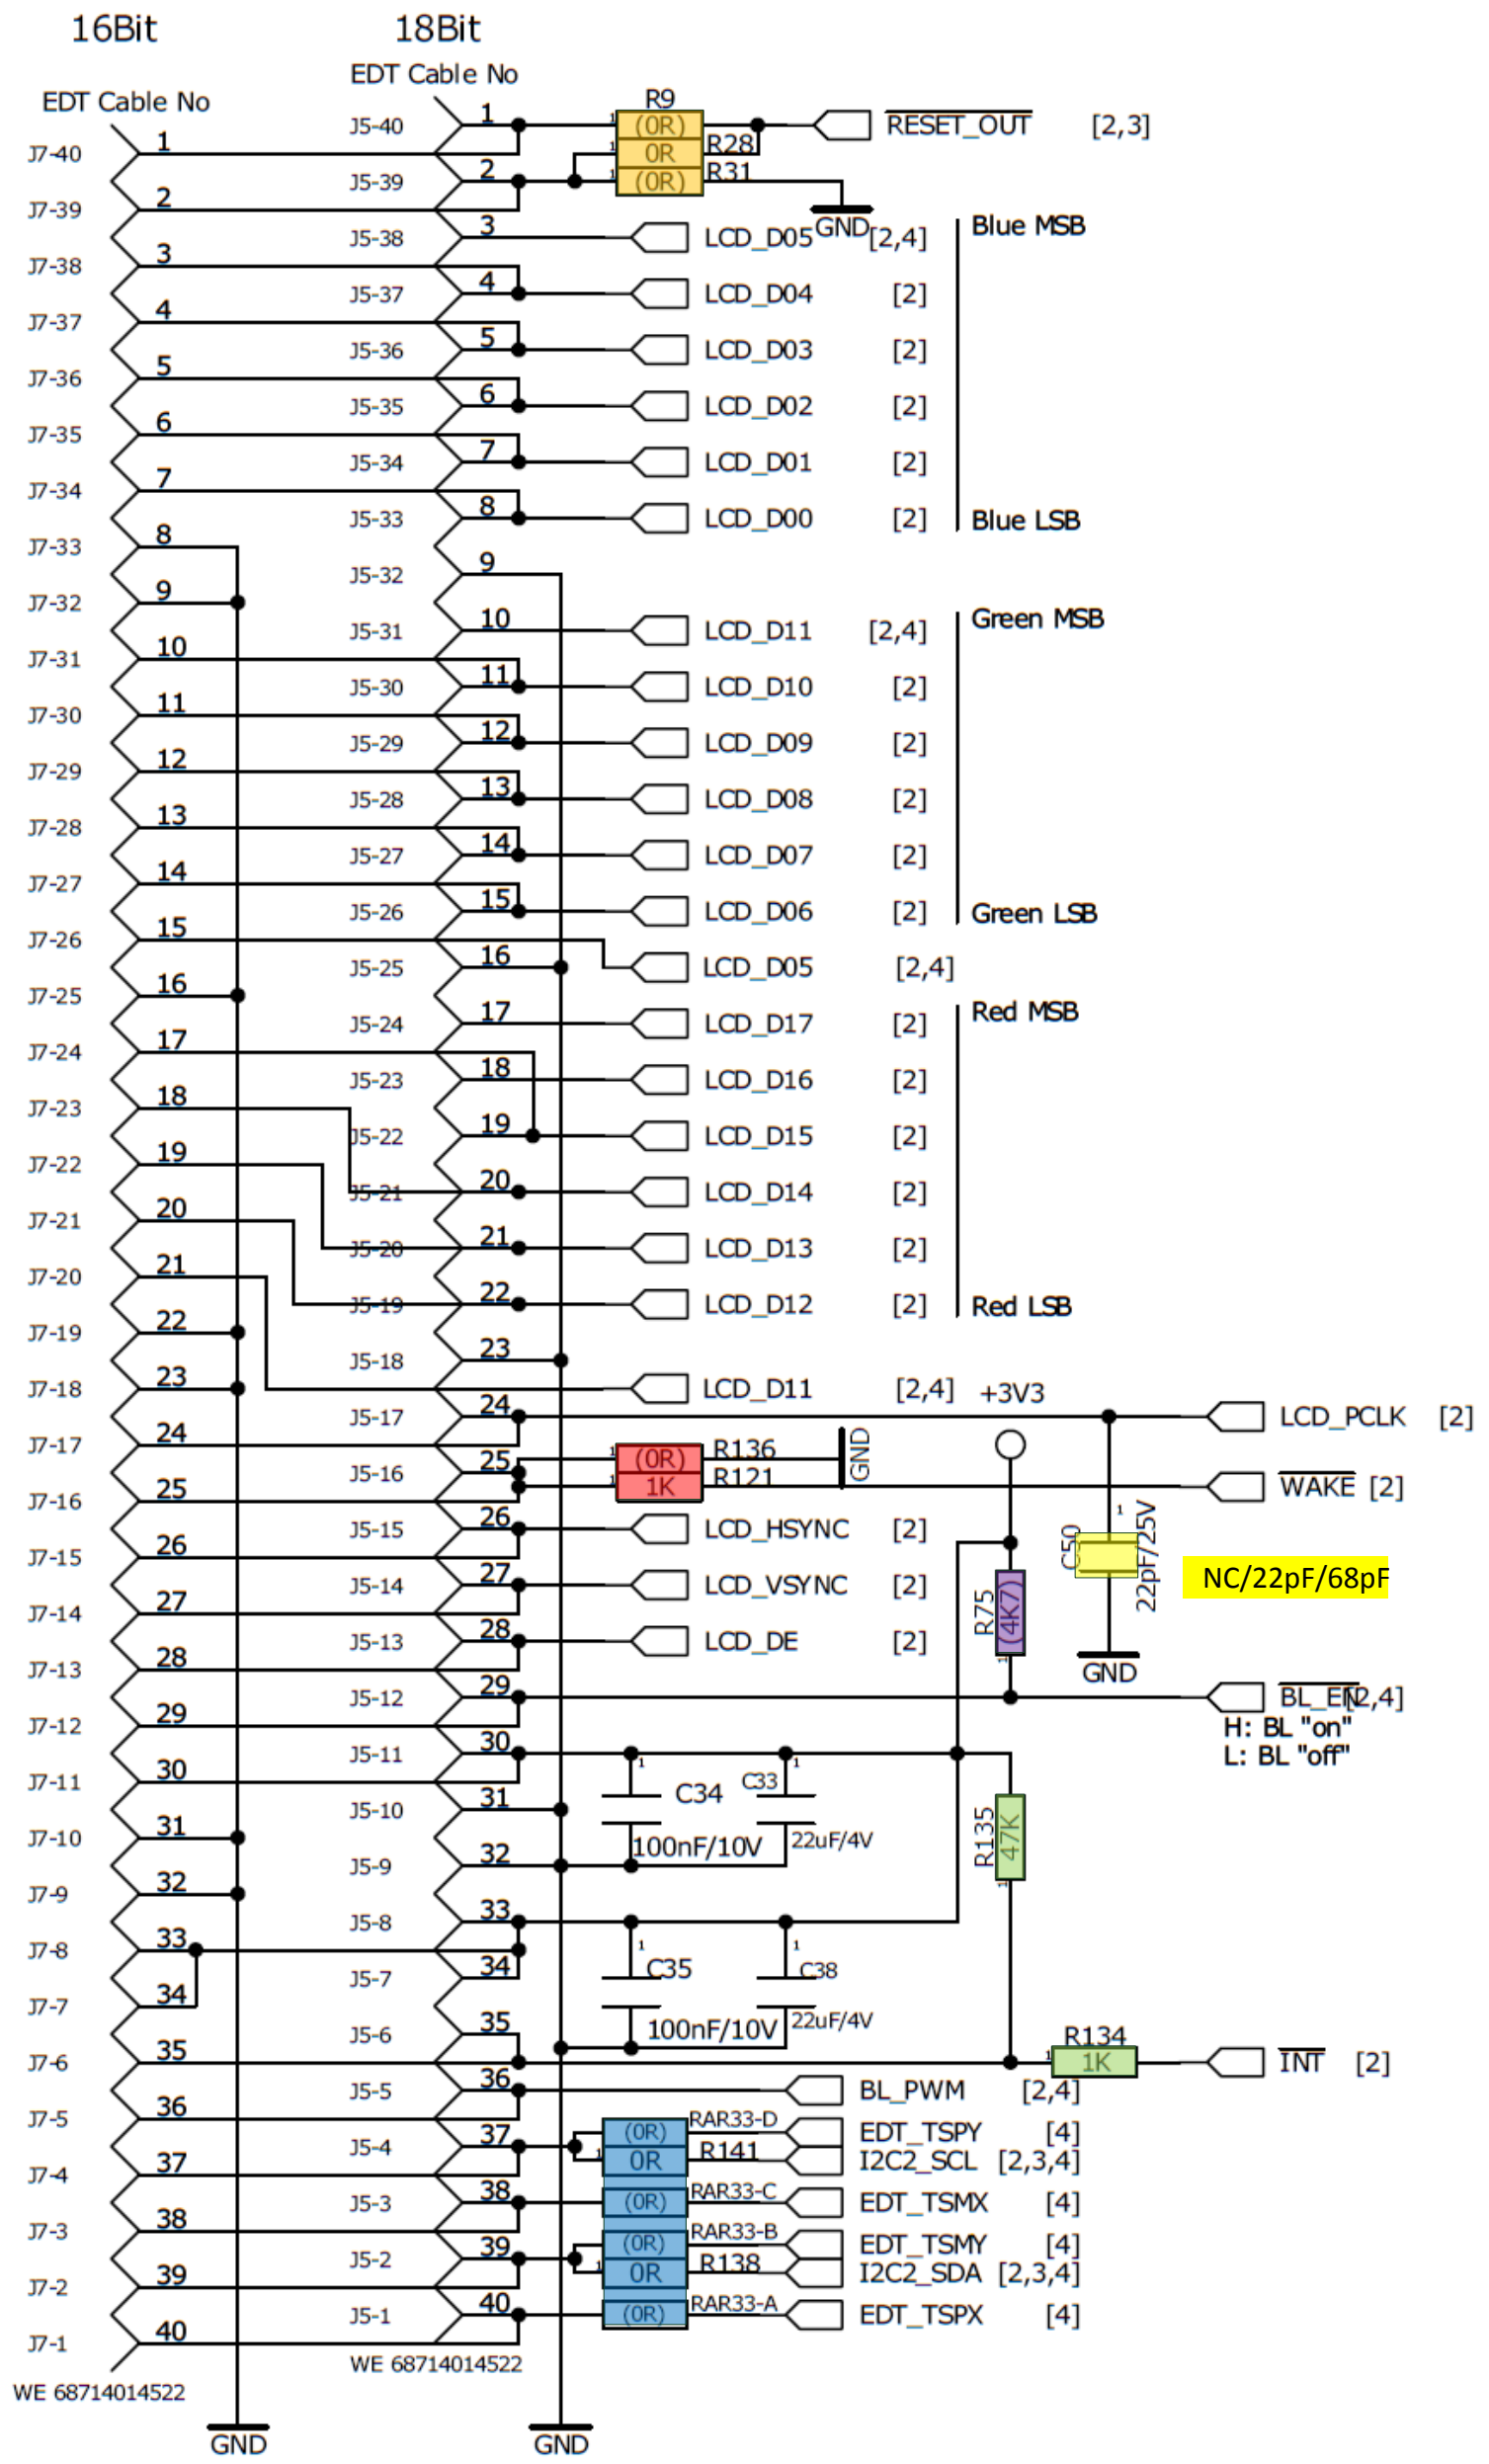 16Bit 18Bit
EDT Cable No
EDT Cable No
R9
J5-40 1 1 (0R) RESET_OUT [2,3]
J7-40 1 1 0R R28
J5-39 2 1 (0R) R31
J7-39 2
GND
J5-38 3 LCD_D05 [2,4] Blue MSB
J7-38 3
J5-37 4 LCD_D04 [2]
J7-37 4
J5-36 5 LCD_D03 [2]
J7-36 5
J5-35 6 LCD_D02 [2]
J7-35 6
J5-34 7 LCD_D01 [2]
J7-34 7
J5-33 8 LCD_D00 [2] Blue LSB
J7-33 8
J5-32 9
J7-32 9
J5-31 10 LCD_D11 [2,4] Green MSB
J7-31 10
J5-30 11 LCD_D10 [2]
J7-30 11
J5-29 12 LCD_D09 [2]
J7-29 12
J5-28 13 LCD_D08 [2]
J7-28 13
J5-27 14 LCD_D07 [2]
J7-27 14
J5-26 15 LCD_D06 [2] Green LSB
J7-26 15
J5-25 16 LCD_D05 [2,4]
J7-25 16
J5-24 17 LCD_D17 [2] Red MSB
J7-24 17
J5-23 18 LCD_D16 [2]
J7-23 18
J5-22 19 LCD_D15 [2]
J7-22 19
J5-21 20 LCD_D14 [2]
J7-21 20
J5-20 21 LCD_D13 [2]
J7-20 21
J5-19 22 LCD_D12 [2] Red LSB
J7-19 22
J5-18 23
J7-18 23 LCD_D11 [2,4] +3V3
J5-17 24 LCD_PCLK [2]
J7-17 24
1 (0R) R136 GND
J5-16 25 1 1K R121 WAKE [2]
J7-16 25
J5-15 26 LCD_HSYNC [2] C50 1 22pF/25V
J7-15 26
NC/22pF/68pF
J5-14 27 LCD_VSYNC [2] R75 (4K7) 1
J7-14 27
J5-13 28 LCD_DE [2]
J7-13 28 GND
J5-12 29 BL_EN [2,4]
J7-12 29 H: BL "on"
J5-11 30 L: BL "off"
J7-11 30 1 C34 C33 1
J5-10 31
J7-10 31 100nF/10V 22uF/4V R135 47K 1
J5-9 32
J7-9 32
J5-8 33
J7-8 33 1 C35 1 C38
J5-7 34
J7-7 34 100nF/10V 22uF/4V
J5-6 35 R134
J7-6 35 1 1K INT [2]
J5-5 36 BL_PWM [2,4]
J7-5 36 (0R) RAR33-D EDT_TSPY [4]
J5-4 37 1 0R R141 I2C2_SCL [2,3,4]
J7-4 37
J5-3 38 (0R) RAR33-C EDT_TSMX [4]
J7-3 38 (0R) RAR33-B EDT_TSMY [4]
J5-2 39 1 0R R138 I2C2_SDA [2,3,4]
J7-2 39
J5-1 40 (0R) RAR33-A EDT_TSPX [4]
J7-1 40
WE 68714014522
WE 68714014522
GND GND